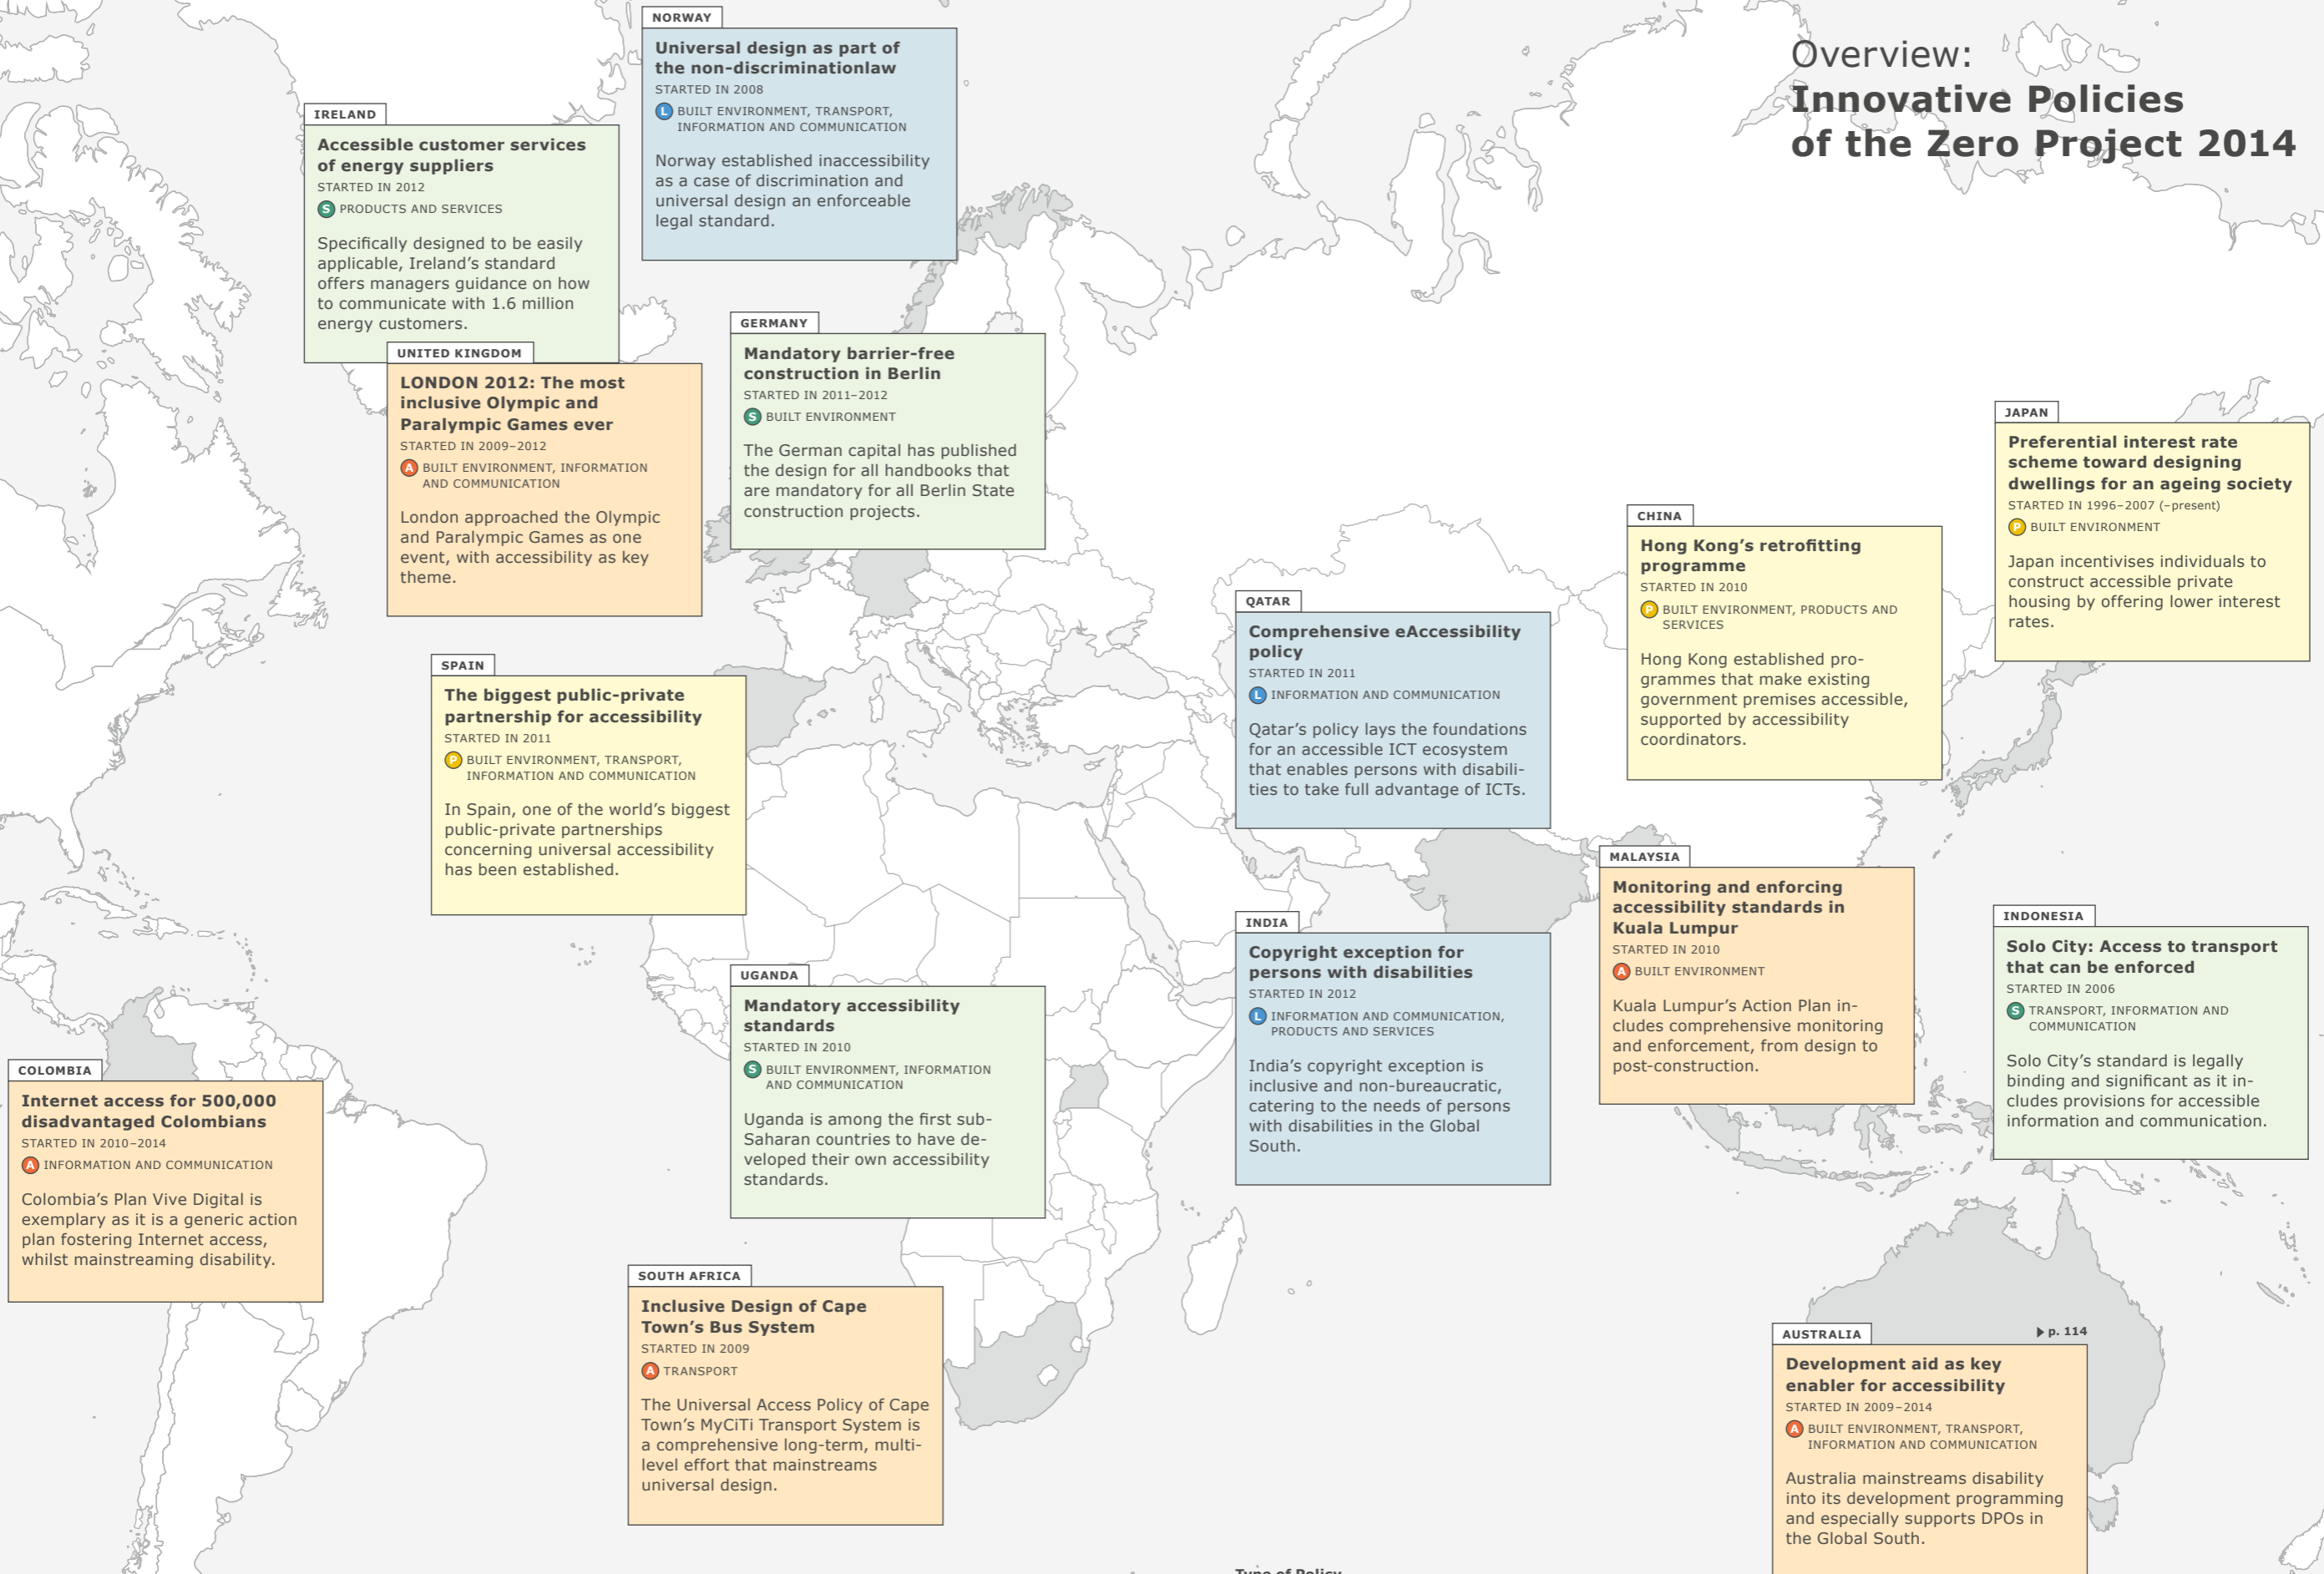 Overview:
Innovative Policies
of the Zero Project 2014
NORWAY
Universal design as part of
the non-discriminationlaw
STARTED IN 2008
L BUILT ENVIRONMENT, TRANSPORT,
INFORMATION AND COMMUNICATION
Norway established inaccessibility
as a case of discrimination and
universal design an enforceable
legal standard.
IRELAND
Accessible customer services
of energy suppliers
STARTED IN 2012
S PRODUCTS AND SERVICES
Specifically designed to be easily
applicable, Ireland’s standard
offers managers guidance on how
to communicate with 1.6 million
energy customers.
UNITED KINGDOM
LONDON 2012: The most
inclusive Olympic and
Paralympic Games ever
STARTED IN 2009–2012
A BUILT ENVIRONMENT, INFORMATION
AND COMMUNICATION
London approached the Olympic
and Paralympic Games as one
event, with accessibility as key
theme.
GERMANY
Mandatory barrier-free
construction in Berlin
STARTED IN 2011–2012
S BUILT ENVIRONMENT
The German capital has published
the design for all handbooks that
are mandatory for all Berlin State
construction projects.
JAPAN
Preferential interest rate
scheme toward designing
dwellings for an ageing society
STARTED IN 1996–2007 (–present)
P BUILT ENVIRONMENT
Japan incentivises individuals to
construct accessible private
housing by offering lower interest
rates.
CHINA
Hong Kong’s retrofitting
programme
STARTED IN 2010
P BUILT ENVIRONMENT, PRODUCTS AND
SERVICES
Hong Kong established pro-
grammes that make existing
government premises accessible,
supported by accessibility
coordinators.
QATAR
Comprehensive eAccessibility
policy
STARTED IN 2011
L INFORMATION AND COMMUNICATION
Qatar’s policy lays the foundations
for an accessible ICT ecosystem
that enables persons with disabili-
ties to take full advantage of ICTs.
SPAIN
The biggest public-private
partnership for accessibility
STARTED IN 2011
P BUILT ENVIRONMENT, TRANSPORT,
INFORMATION AND COMMUNICATION
In Spain, one of the world’s biggest
public-private partnerships
concerning universal accessibility
has been established.
MALAYSIA
Monitoring and enforcing
accessibility standards in
Kuala Lumpur
STARTED IN 2010
A BUILT ENVIRONMENT
Kuala Lumpur’s Action Plan in-
cludes comprehensive monitoring
and enforcement, from design to
post-construction.
INDONESIA
Solo City: Access to transport
that can be enforced
STARTED IN 2006
S TRANSPORT, INFORMATION AND
COMMUNICATION
Solo City’s standard is legally
binding and significant as it in-
cludes provisions for accessible
information and communication.
INDIA
Copyright exception for
persons with disabilities
STARTED IN 2012
L INFORMATION AND COMMUNICATION,
PRODUCTS AND SERVICES
India’s copyright exception is
inclusive and non-bureaucratic,
catering to the needs of persons
with disabilities in the Global
South.
UGANDA
Mandatory accessibility
standards
STARTED IN 2010
S BUILT ENVIRONMENT, INFORMATION
AND COMMUNICATION
Uganda is among the first sub-
Saharan countries to have de-
veloped their own accessibility
standards.
COLOMBIA
Internet access for 500,000
disadvantaged Colombians
STARTED IN 2010–2014
A INFORMATION AND COMMUNICATION
Colombia’s Plan Vive Digital is
exemplary as it is a generic action
plan fostering Internet access,
whilst mainstreaming disability.
SOUTH AFRICA
Inclusive Design of Cape
Town’s Bus System
STARTED IN 2009
A TRANSPORT
The Universal Access Policy of Cape
Town’s MyCiTi Transport System is
a comprehensive long-term, multi-
level effort that mainstreams
universal design.
AUSTRALIA
p. 114
Development aid as key
enabler for accessibility
STARTED IN 2009–2014
A BUILT ENVIRONMENT, TRANSPORT,
INFORMATION AND COMMUNICATION
Australia mainstreams disability
into its development programming
and especially supports DPOs in
the Global South.
Type of Policy